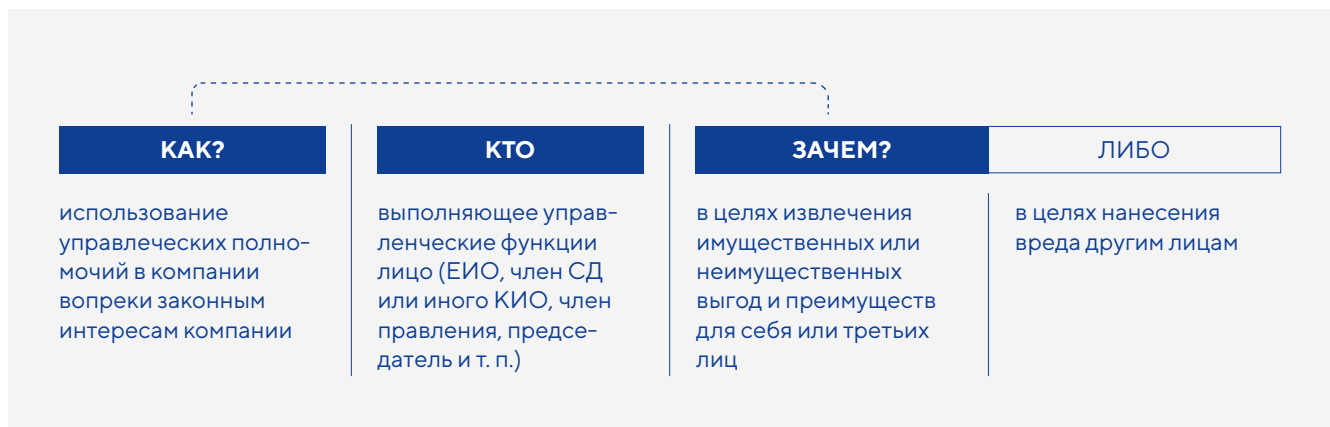 КАК?
использование
управлеческих полно-
мочий в компании
вопреки законным
интересам компании
КТО
выполняющее управ-
ленческие функции
лицо (ЕИО, член СД
или иного КИО, член
правления, предсе-
датель и т. п.)
ЗАЧЕМ?
в целях извлечения
имущественных или
неимущественных
выгод и преимуществ
для себя или третьих
лиц
ЛИБО
в целях нанесения
вреда другим лицам